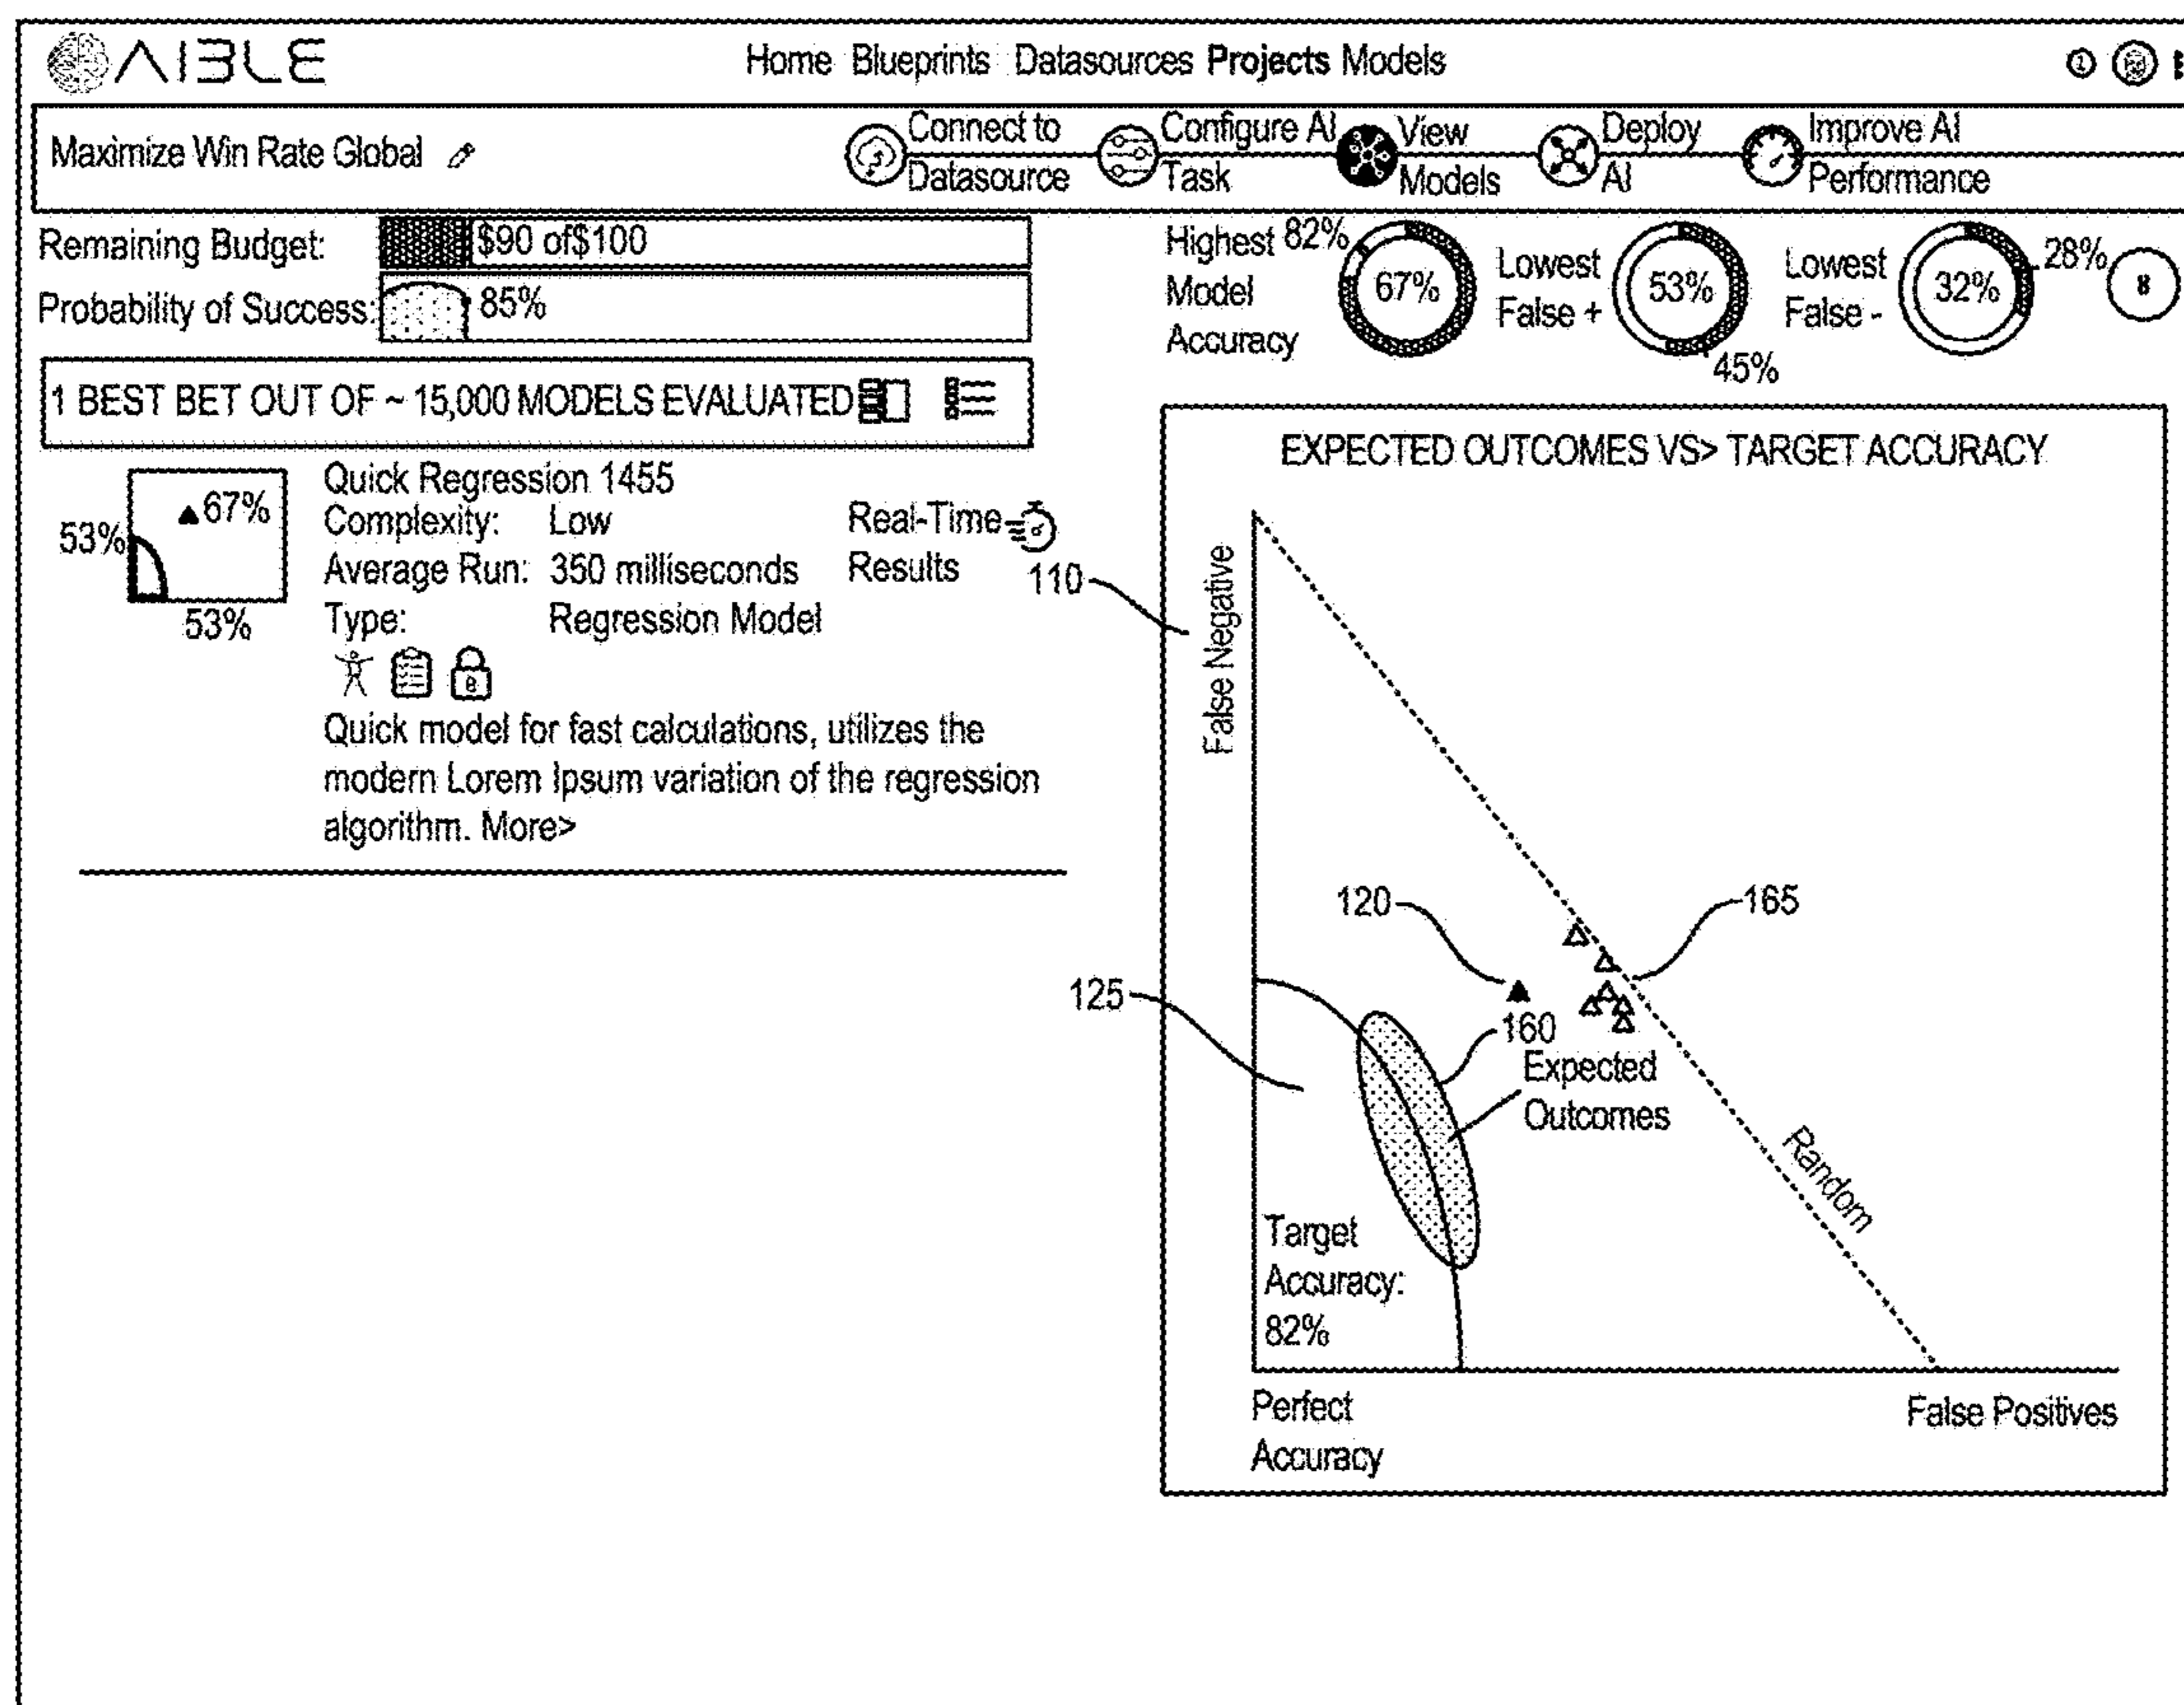 AIBLE
Home Blueprints Datasources Projects Models
Maximize Win Rate Global
Connect to
Datasource
Configure AI
Task
View
Models
Deploy
AI
Improve AI
Performance
Remaining Budget:
$90 of$100
Probability of Success:
85%
Highest
Model
Accuracy
82%
67%
Lowest
False +
53%
45%
Lowest
False -
32%
28%
1 BEST BET OUT OF ~ 15,000 MODELS EVALUATED
53%
▲67%
53%
Quick Regression 1455
Complexity: Low
Average Run: 350 milliseconds
Type: Regression Model
Real-Time
Results
Quick model for fast calculations, utilizes the
modern Lorem Ipsum variation of the regression
algorithm. More>
110
EXPECTED OUTCOMES VS> TARGET ACCURACY
False Negative
120
165
125
160
Expected
Outcomes
Random
Target
Accuracy:
82%
Perfect
Accuracy
False Positives